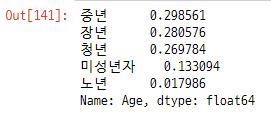 Out[141]: 중년 0.298561
장년 0.280576
청년 0.269784
미성년자 0.133094
노년 0.017986
Name: Age, dtype: float64